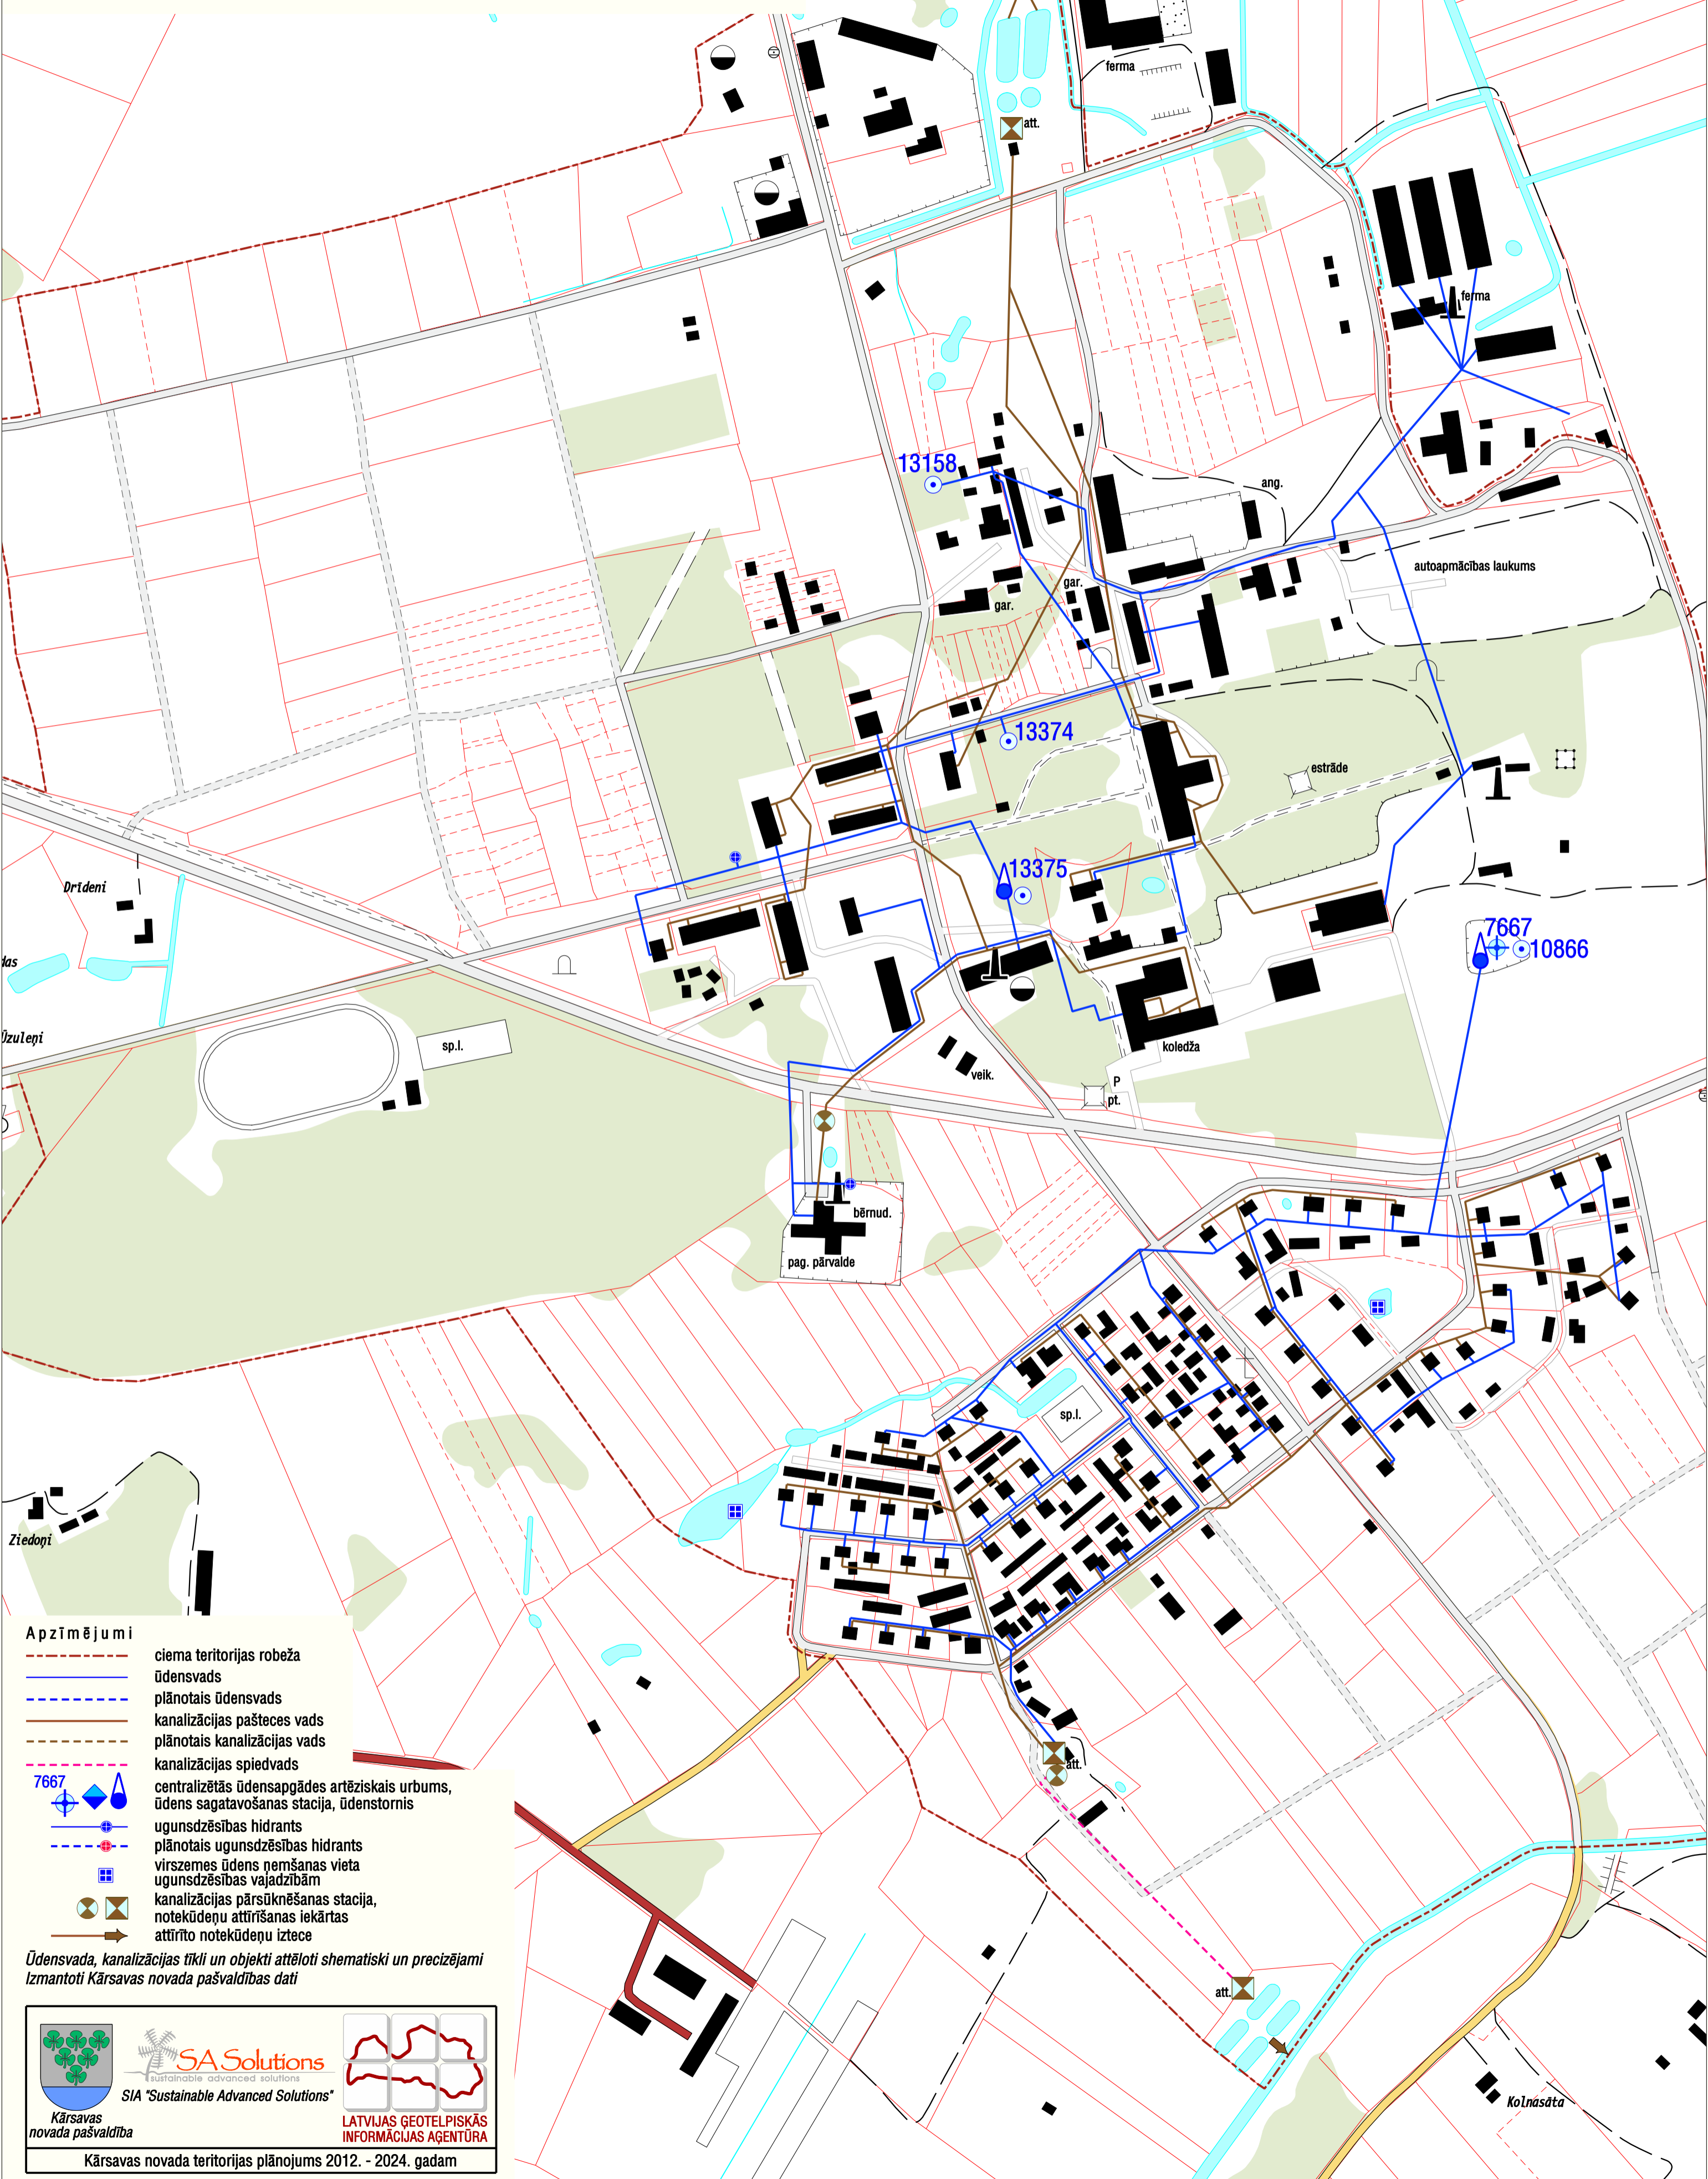 ferma
att.
ferma
13158
ang.
autoapmācības laukums
gar.
gar.
13374
estrāde
13375
Drīdeni
7667
10866
das
Ūzuleņi
sp.l.
koledža
veik.
P
pt.
bērnud.
pag. pārvalde
sp.l.
Ziedoņi
att.
att.
Kolnasāta
Apzīmējumi
ciema teritorijas robeža
ūdensvads
plānotais ūdensvads
kanalizācijas pašteces vads
plānotais kanalizācijas vads
kanalizācijas spiedvads
7667
centralizētās ūdensapgādes artēziskais urbums,
ūdens sagatavošanas stacija, ūdenstornis
ugunsdzēsības hidrants
plānotais ugunsdzēsības hidrants
virszemes ūdens ņemšanas vieta
ugunsdzēsības vajadzībām
kanalizācijas pārsūknēšanas stacija,
notekūdeņu attīrīšanas iekārtas
attīrīto notekūdeņu iztece
Ūdensvada, kanalizācijas tīkli un objekti attēloti shematiski un precizējami
Izmantoti Kārsavas novada pašvaldības dati
SA Solutions
sustainable advanced solutions
SIA "Sustainable Advanced Solutions"
Kārsavas
novada pašvaldība
LATVIJAS ĢEOTELPISKĀS
INFORMĀCIJAS AĢENTŪRA
Kārsavas novada teritorijas plānojums 2012. - 2024. gadam